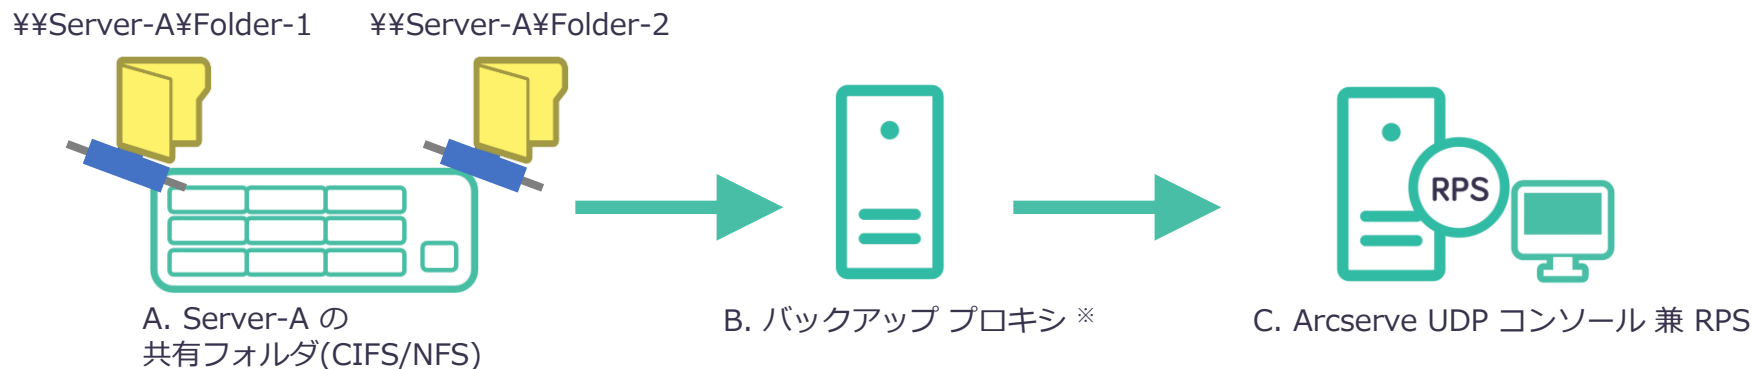 ¥¥Server-A¥Folder-1
¥¥Server-A¥Folder-2
RPS
A. Server-A の
共有フォルダ(CIFS/NFS)
B. バックアップ プロキシ ※
C. Arcserve UDP コンソール 兼 RPS